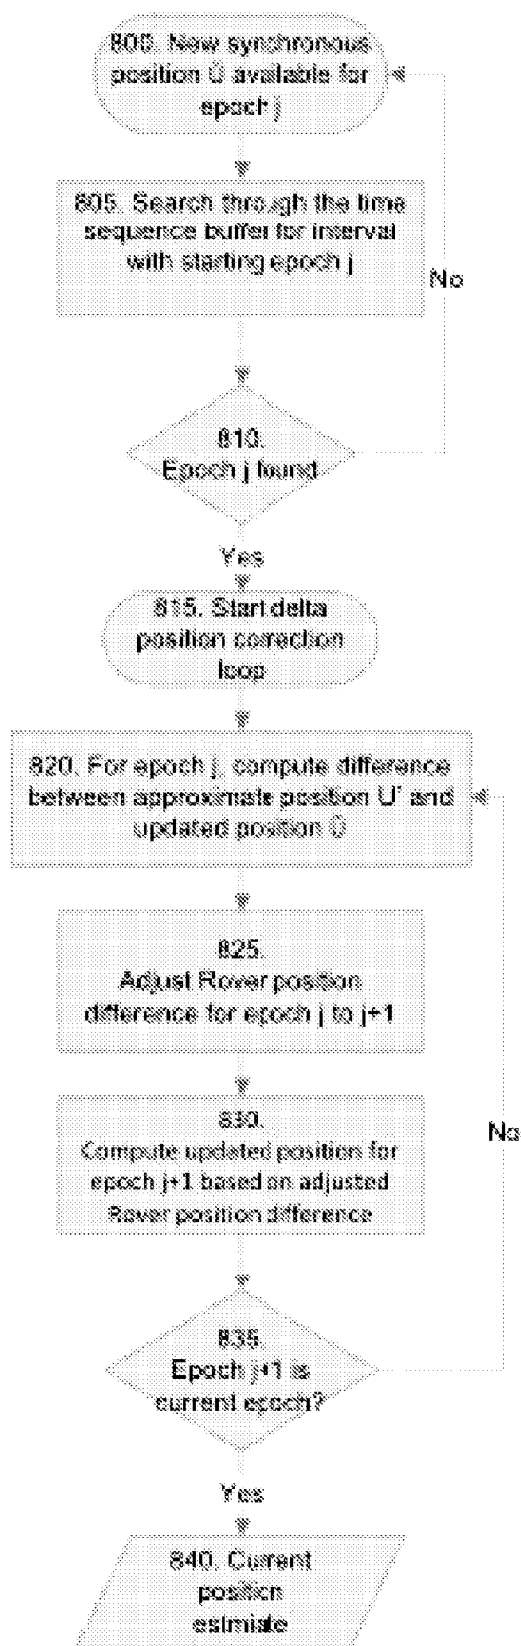 800. New synchronous
position Û available for
epoch j
805. Search through the time
sequence buffer for interval
with starting epoch j
No
810.
Epoch j found
Yes
815. Start delta
position correction
loop
820. For epoch j, compute difference
between approximate position U* and
updated position Û
825.
Adjust Rover position
difference for epoch j to j+1
830.
Compute updated position for
epoch j+1 based on adjusted
Rover position difference
No
835.
Epoch j+1 is
current epoch?
Yes
840. Current
position
estimate